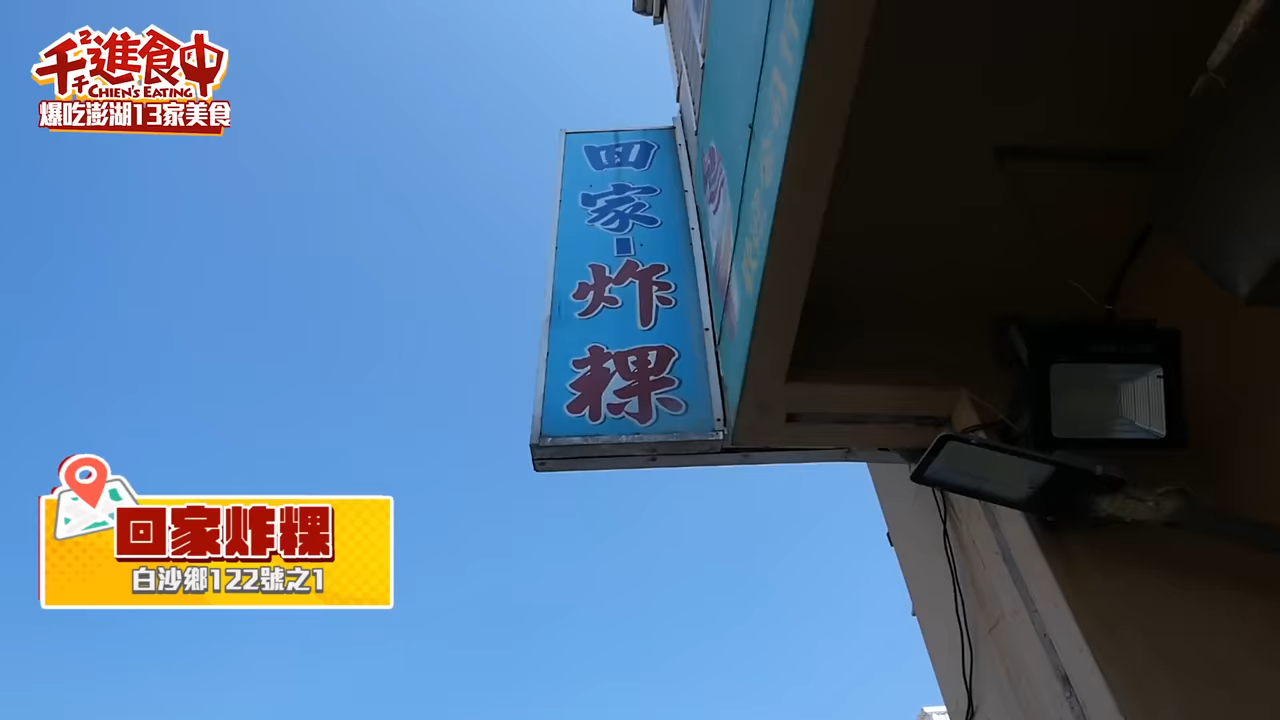 千千進食中
CHIEN'S EATING
爆吃澎湖13家美食
回家-炸粿
回家炸粿
白沙鄉122號之1